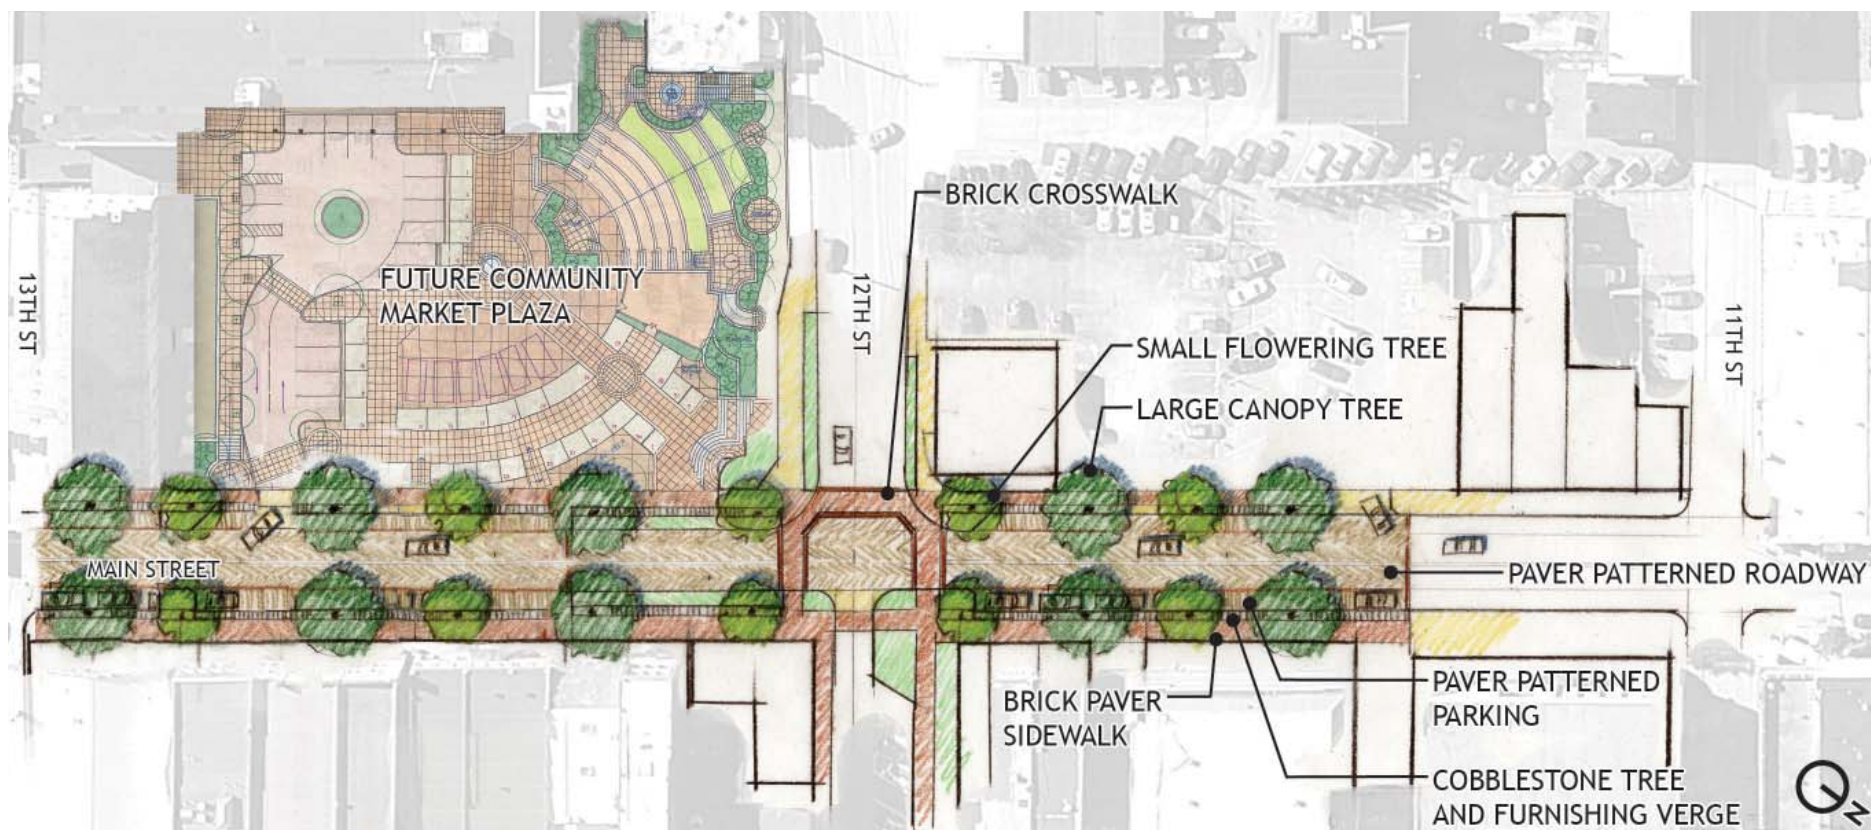 BRICK CROSSWALK
FUTURE COMMUNITY
MARKET PLAZA
13TH ST
12TH ST
11TH ST
SMALL FLOWERING TREE
LARGE CANOPY TREE
MAIN STREET
PAVER PATTERNED ROADWAY
BRICK PAVER
SIDEWALK
PAVER PATTERNED
PARKING
COBBLESTONE TREE
AND FURNISHING VERGE
N